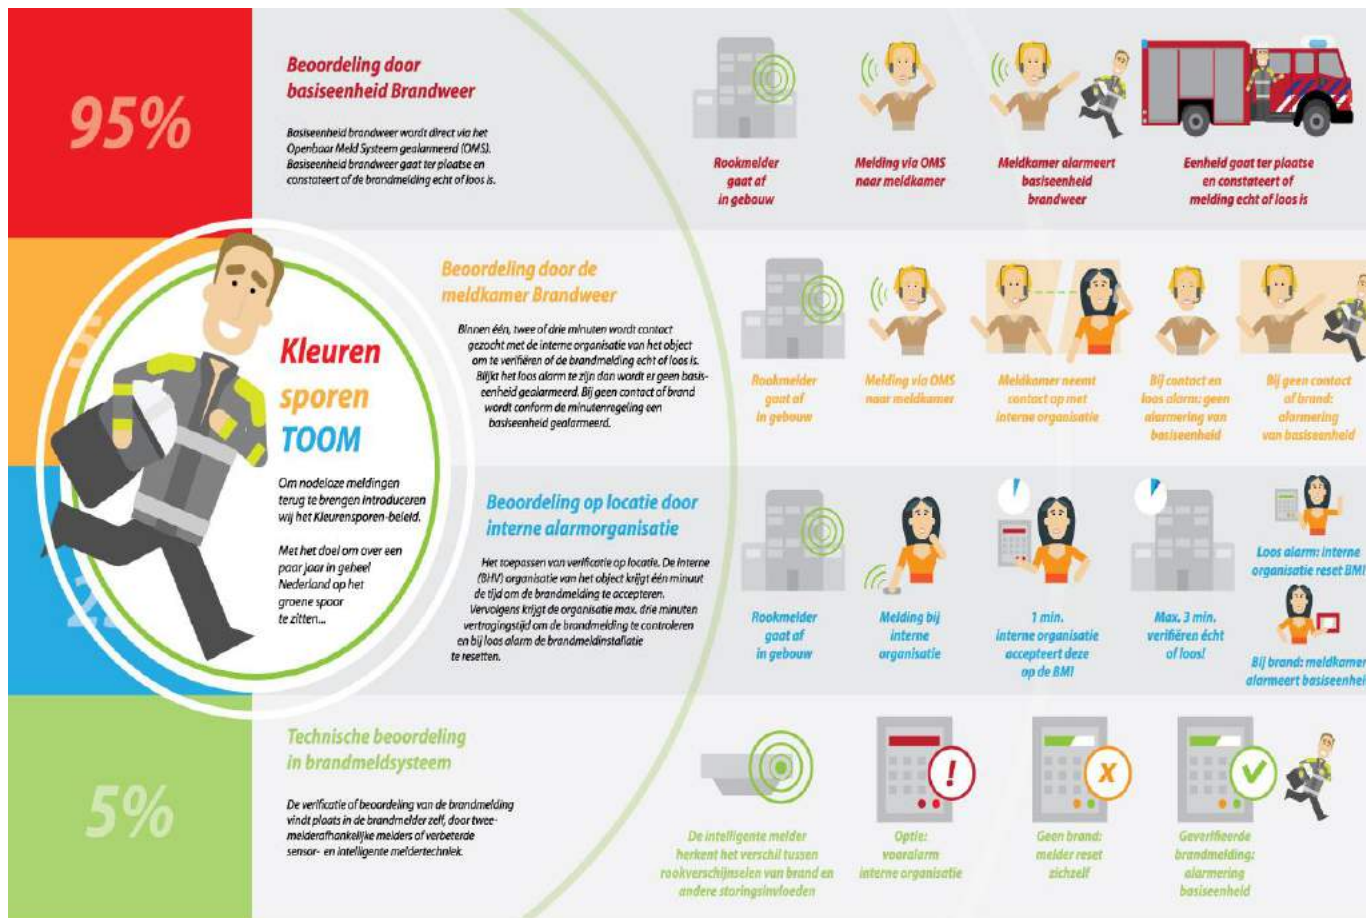 95%
Beoordeling door
basiseenheid Brandweer
Basiseenheid brandweer wordt direct via het
Openbaar Meld Systeem gealarmeerd (OMS).
Basiseenheid brandweer gaat ter plaatse en
constateert of de brandmelding echt of loos is.
Rookmelder
gaat af
in gebouw
Melding via OMS
naar meldkamer
Meldkamer alarmeert
basiseenheid
brandweer
Eenheid gaat ter plaatse
en constateert of
melding echt of loos is
Beoordeling door de
meldkamer Brandweer
Binnen één, twee of drie minuten wordt contact
gezocht met de interne organisatie van het object
om te verifiëren of de brandmelding echt of loos is.
Blijkt het loos alarm te zijn dan wordt er geen basis-
eenheid gealarmeerd. Bij geen contact of brand
wordt conform de minutenregeling een
basiseenheid gealarmeerd.
Rookmelder
gaat af
in gebouw
Melding via OMS
naar meldkamer
Meldkamer neemt
contact op met
interne organisatie
Bij contact en
loos alarm: geen
alarmering van
basiseenheid
Bij geen contact
of brand:
alarmering
van basiseenheid
Kleuren
sporen
TOOM
Om nodeloze meldingen
terug te brengen introduceren
wij het Kleurensporen-beleid.
Met het doel om over een
paar jaar in geheel
Nederland op het
groene spoor
te zitten...
Beoordeling op locatie door
interne alarmorganisatie
Het toepassen van verificatie op locatie. De interne
(BHV) organisatie van het object krijgt één minuut
de tijd om de brandmelding te accepteren.
Vervolgens krijgt de organisatie max. drie minuten
vertragingstijd om de brandmelding te controleren
en bij loos alarm de brandmeldinstallatie
te resetten.
Rookmelder
gaat af
in gebouw
Melding bij
interne
organisatie
1 min.
interne organisatie
accepteert deze
op de BMI
Max. 3 min.
verifiëren écht
of loos!
Loos alarm: interne
organisatie reset BMI
Bij brand: meldkamer
alarmeert basiseenheid
5%
Technische beoordeling
in brandmeldsysteem
De verificatie of beoordeling van de brandmelding
vindt plaats in de brandmelder zelf, door twee-
melderafhankelijke melders of verbeterde
sensor- en intelligente meldertechniek.
De intelligente melder
herkent het verschil tussen
rookverschijnselen van brand en
andere storingsinvloeden
!
Optie:
vooralarm
interne organisatie
X
Geen brand:
melder reset
zichzelf
Geverifieerde
brandmelding:
alarmering
basiseenheid